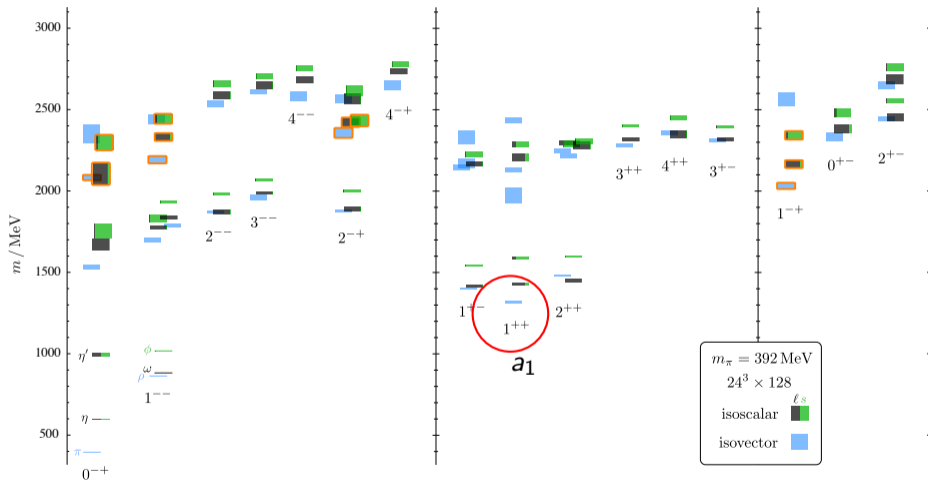 m / MeV
3000
2500
2000
1500
1000
500
4⁻⁻
4⁻⁺
2⁻⁻
3⁻⁻
2⁻⁺
η′
η
π
0⁻⁺
ϕ
ω
ρ
1⁻⁻
3⁺⁺
4⁺⁺
3⁺⁻
1⁺⁻
1⁺⁺
2⁺⁺
a₁
1⁻⁺
0⁺⁻
2⁺⁻
mπ = 392 MeV
24³ × 128
ℓ s
isoscalar
isovector